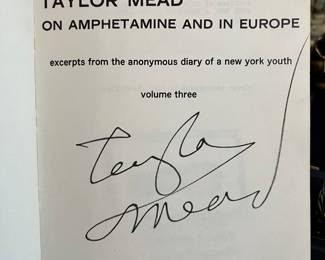 TAYLOR MEAD
ON AMPHETAMINE AND IN EUROPE
excerpts from the anonymous diary of a new york youth
volume three
Taylor
Mead